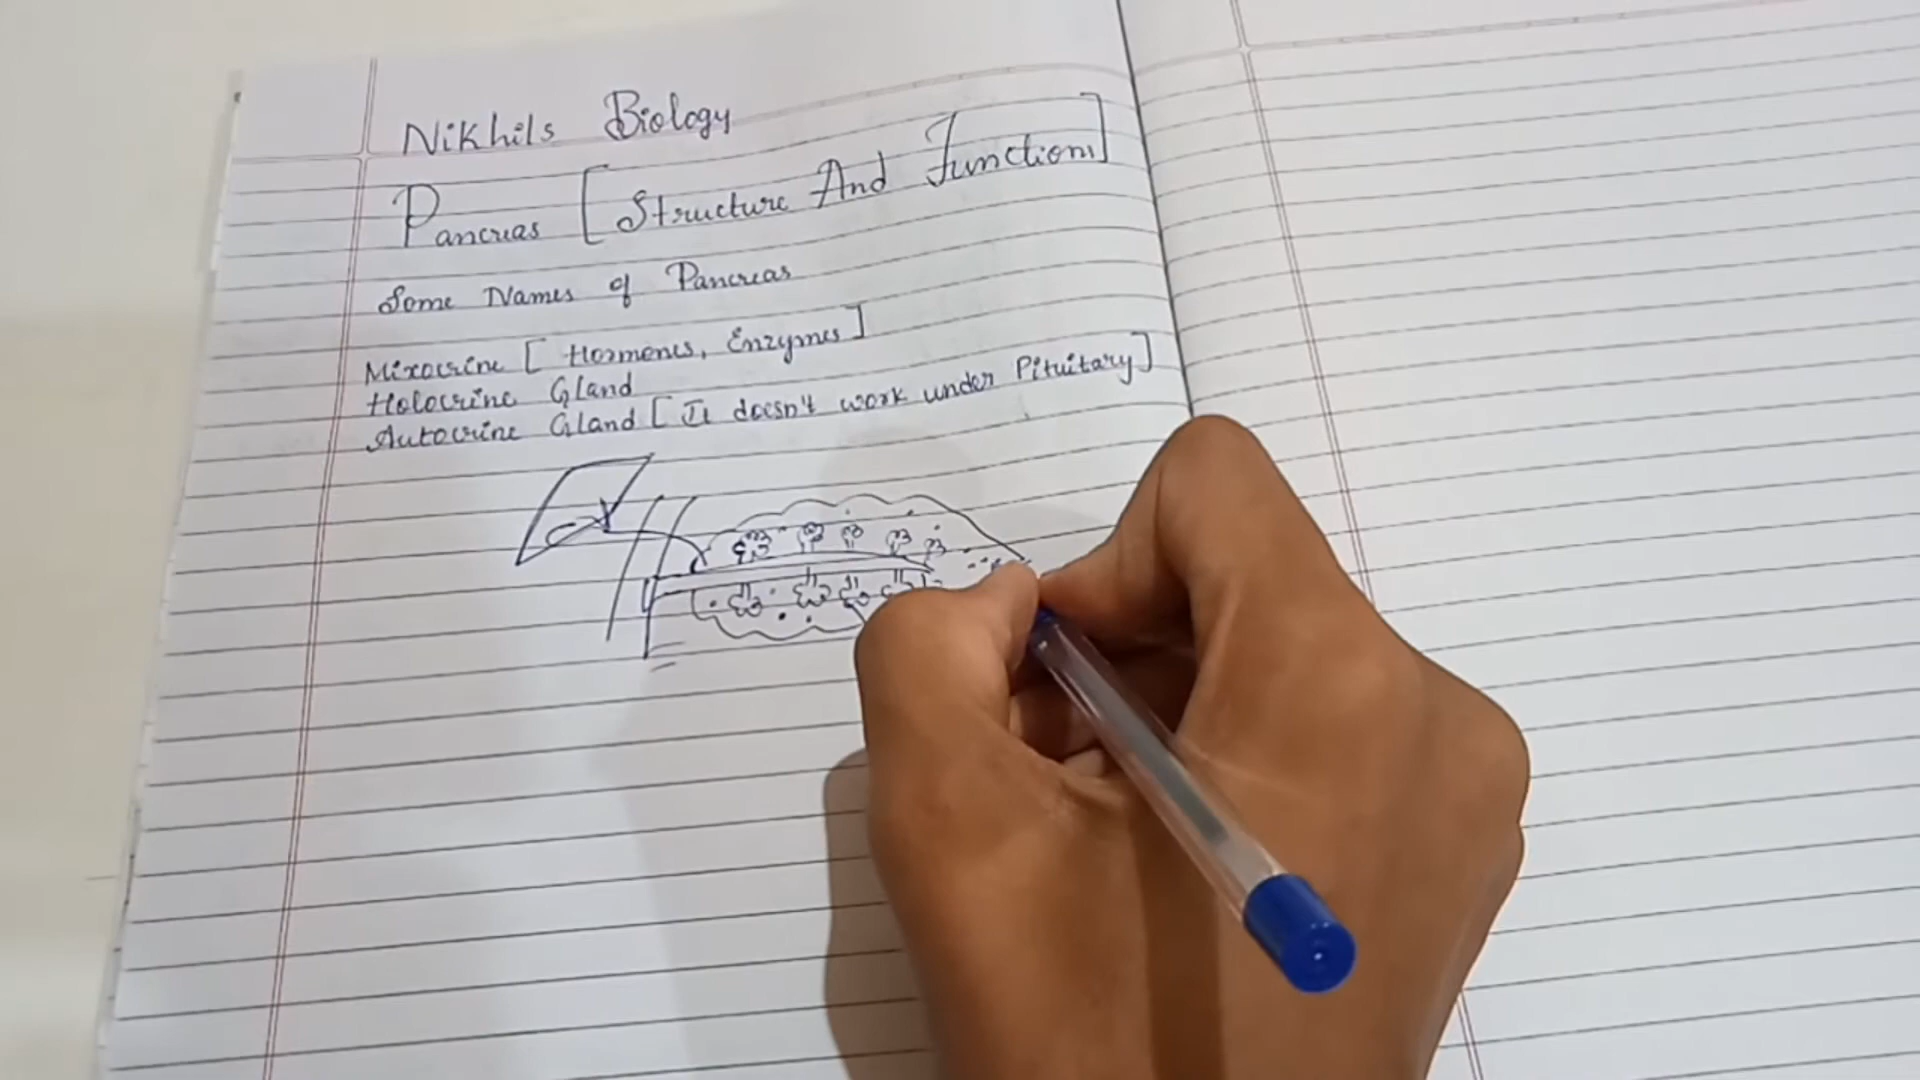 Nikhils Biology
Pancreas [Structure And Function]
Some Names of Pancreas
Mixocrine [Hormones, Enzymes]
Holocrine Gland
Autocrine Gland [It doesn't work under Pituitary]